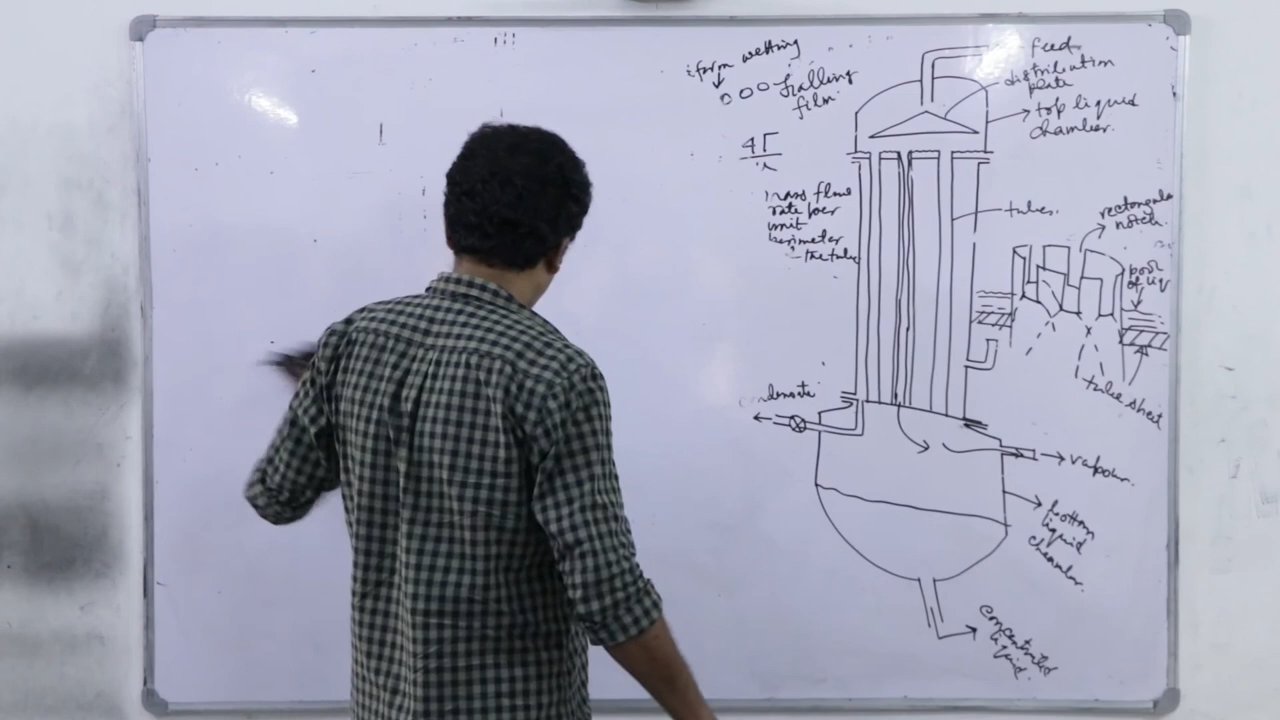 wetting
falling
film
4Γ
mass flow
rate per
unit
perimeter
the tube
feed
distribution
plate
top liquid
chamber.
tubes.
rectangular
notch.
pool
of liq
tube sheet
condensate
vapour.
bottom
liquid
chamber.
concentrated
liquid.